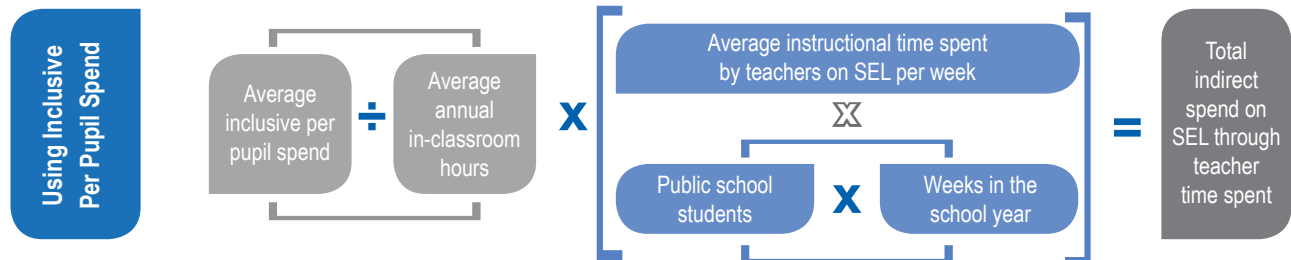 Using Inclusive
Per Pupil Spend
Average
inclusive per
pupil spend
÷
Average
annual
in-classroom
hours
x
Average instructional time spent
by teachers on SEL per week
x
Public school
students
x
Weeks in the
school year
=
Total
indirect
spend on
SEL through
teacher
time spent